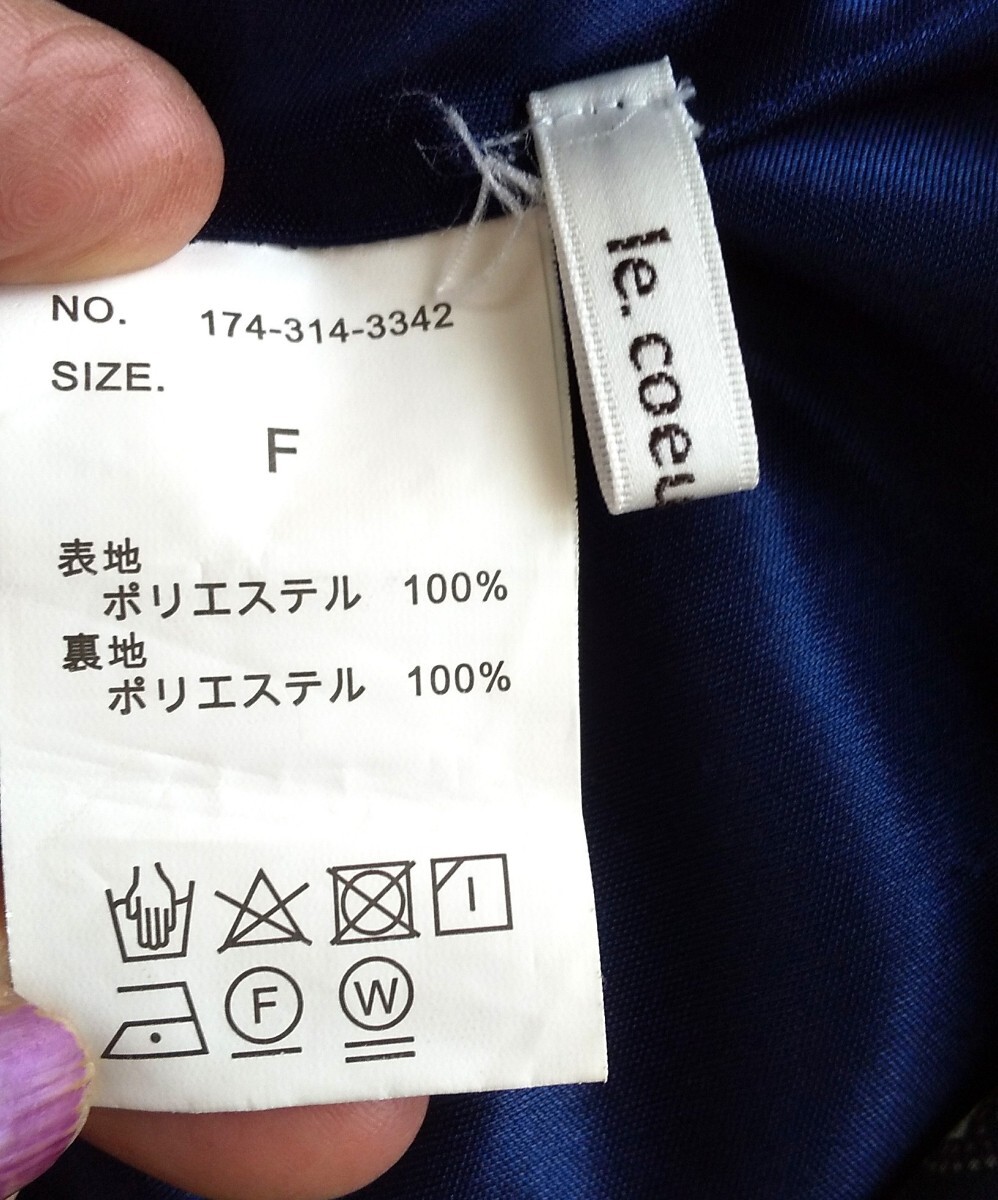 NO. 174-314-3342
SIZE.
F
表地
ポリエステル 100%
裏地
ポリエステル 100%
F
W
le.coeu